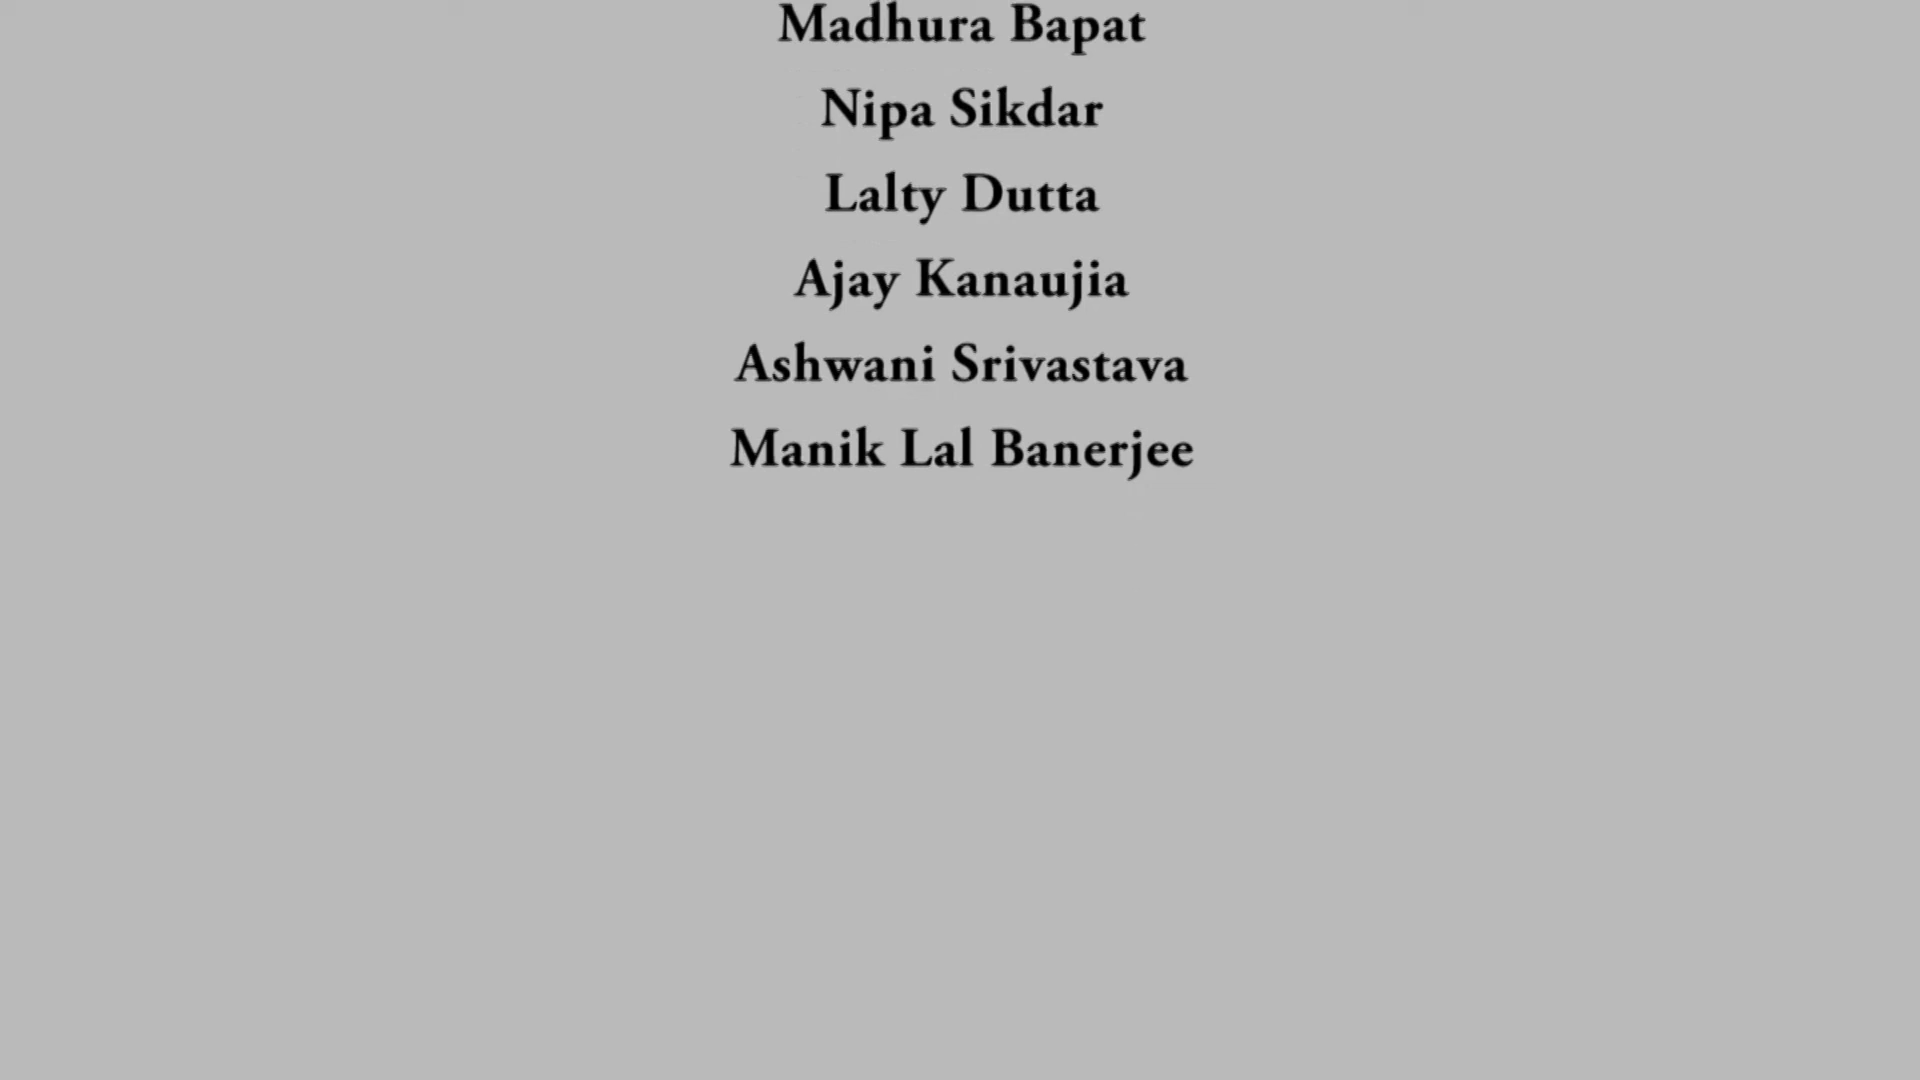 Madhura Bapat
Nipa Sikdar
Lalty Dutta
Ajay Kanaujia
Ashwani Srivastava
Manik Lal Banerjee